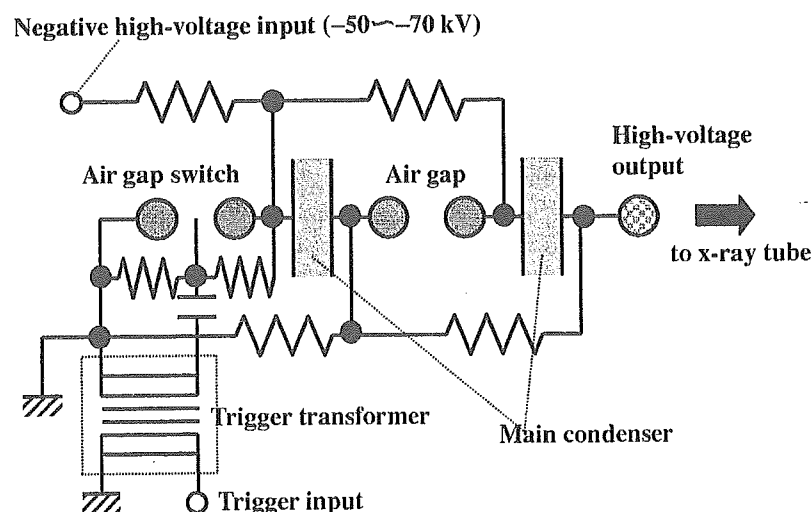 Negative high-voltage input (–50∼–70 kV)
High-voltage
output
Air gap switch
Air gap
to x-ray tube
Trigger transformer
Main condenser
Trigger input